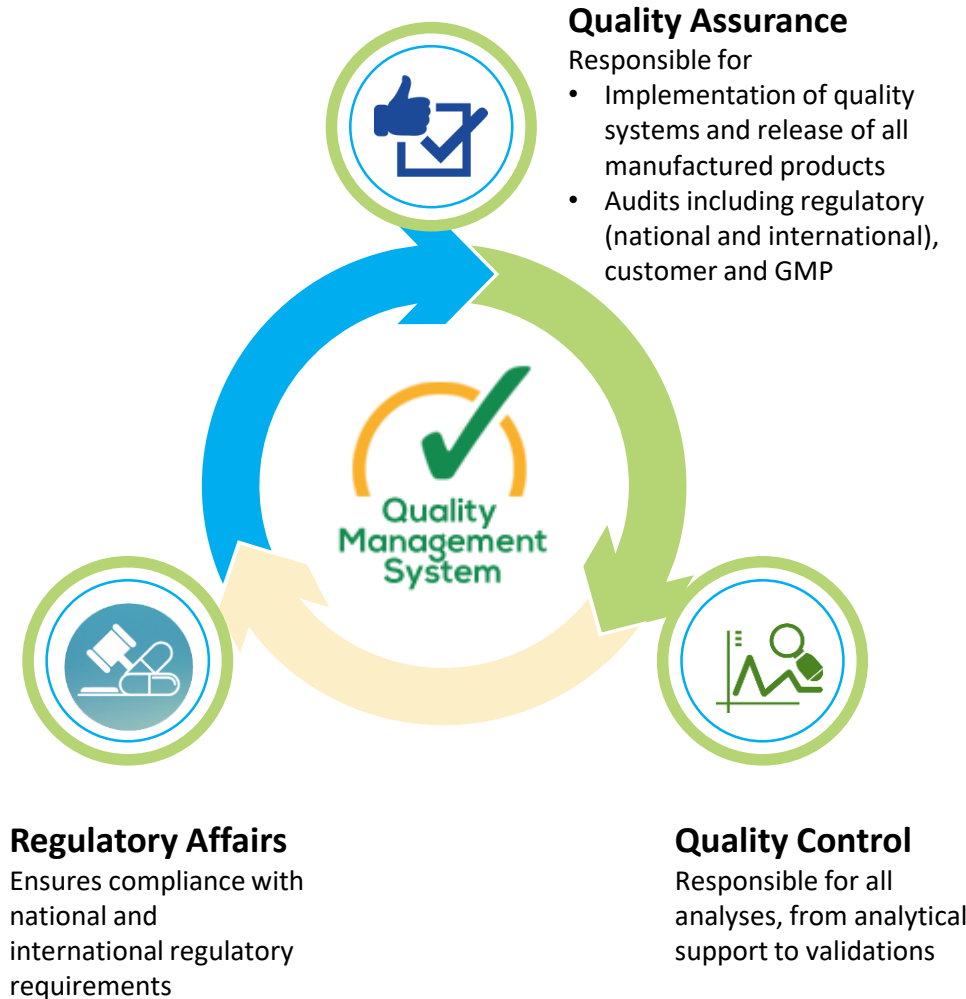 Quality Assurance
Responsible for
• Implementation of quality
systems and release of all
manufactured products
• Audits including regulatory
(national and international),
customer and GMP
Quality
Management
System
Regulatory Affairs
Ensures compliance with
national and
international regulatory
requirements
Quality Control
Responsible for all
analyses, from analytical
support to validations